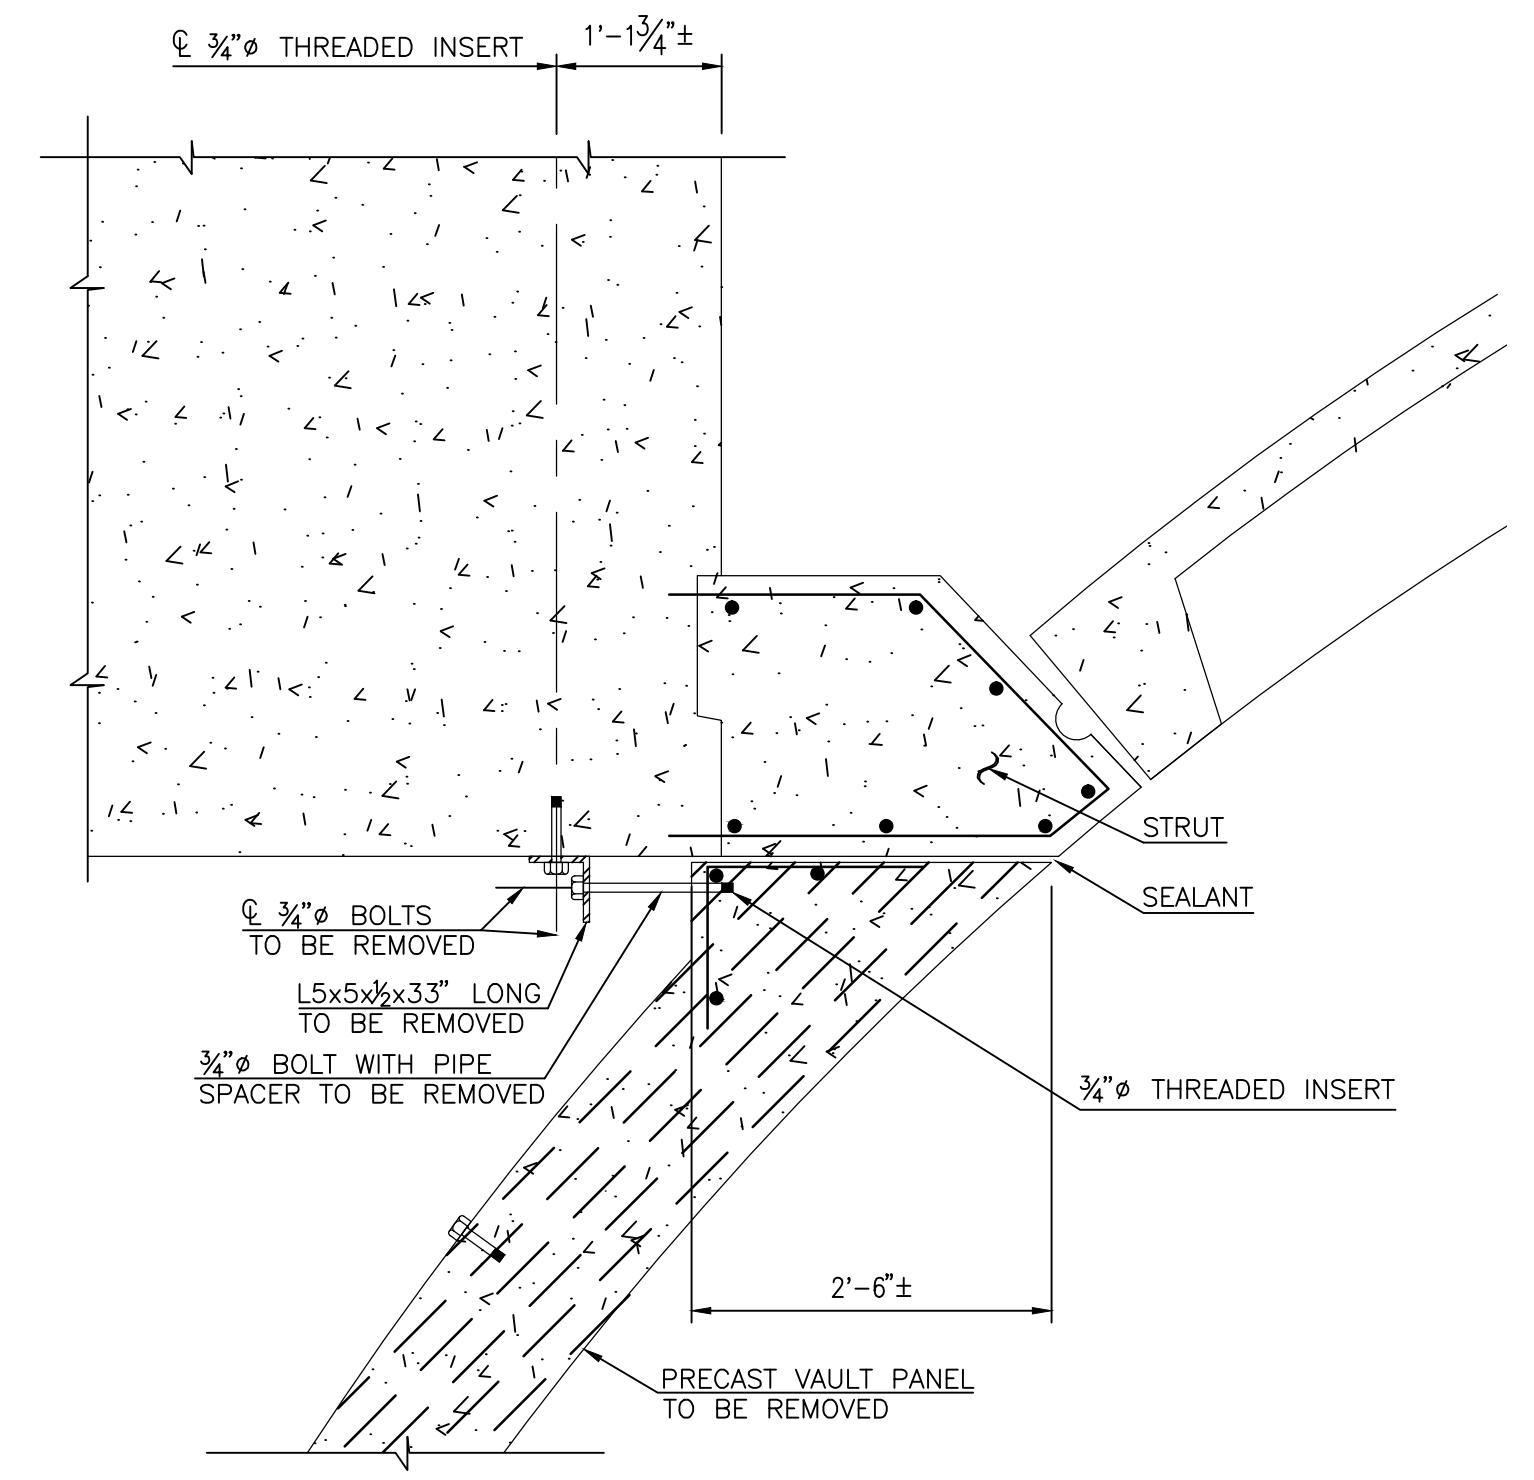 ℄ 3/4"ø THREADED INSERT
1'-1 3/4"±
STRUT
SEALANT
℄ 3/4"ø BOLTS
TO BE REMOVED
L5x5x1/2x33" LONG
TO BE REMOVED
3/4"ø BOLT WITH PIPE
SPACER TO BE REMOVED
3/4"ø THREADED INSERT
2'-6"±
PRECAST VAULT PANEL
TO BE REMOVED